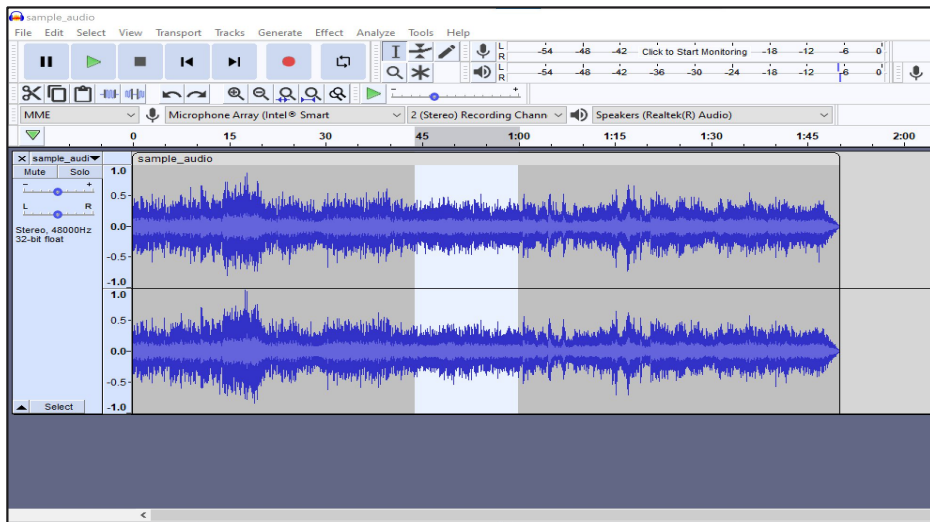 sample_audio
File Edit Select View Transport Tracks Generate Effect Analyze Tools Help
L
R
-54 -48 -42 Click to Start Monitoring -18 -12 -6 0
L
R
-54 -48 -42 -36 -30 -24 -18 -12 -6 0
- +
MME
Microphone Array (Intel® Smart
2 (Stereo) Recording Chann
Speakers (Realtek(R) Audio)
0 15 30 45 1:00 1:15 1:30 1:45 2:00
sample_audi
sample_audio
Mute Solo
- +
L R
Stereo, 48000Hz
32-bit float
1.0
0.5
0.0
-0.5
-1.0
1.0
0.5
0.0
-0.5
-1.0
Select